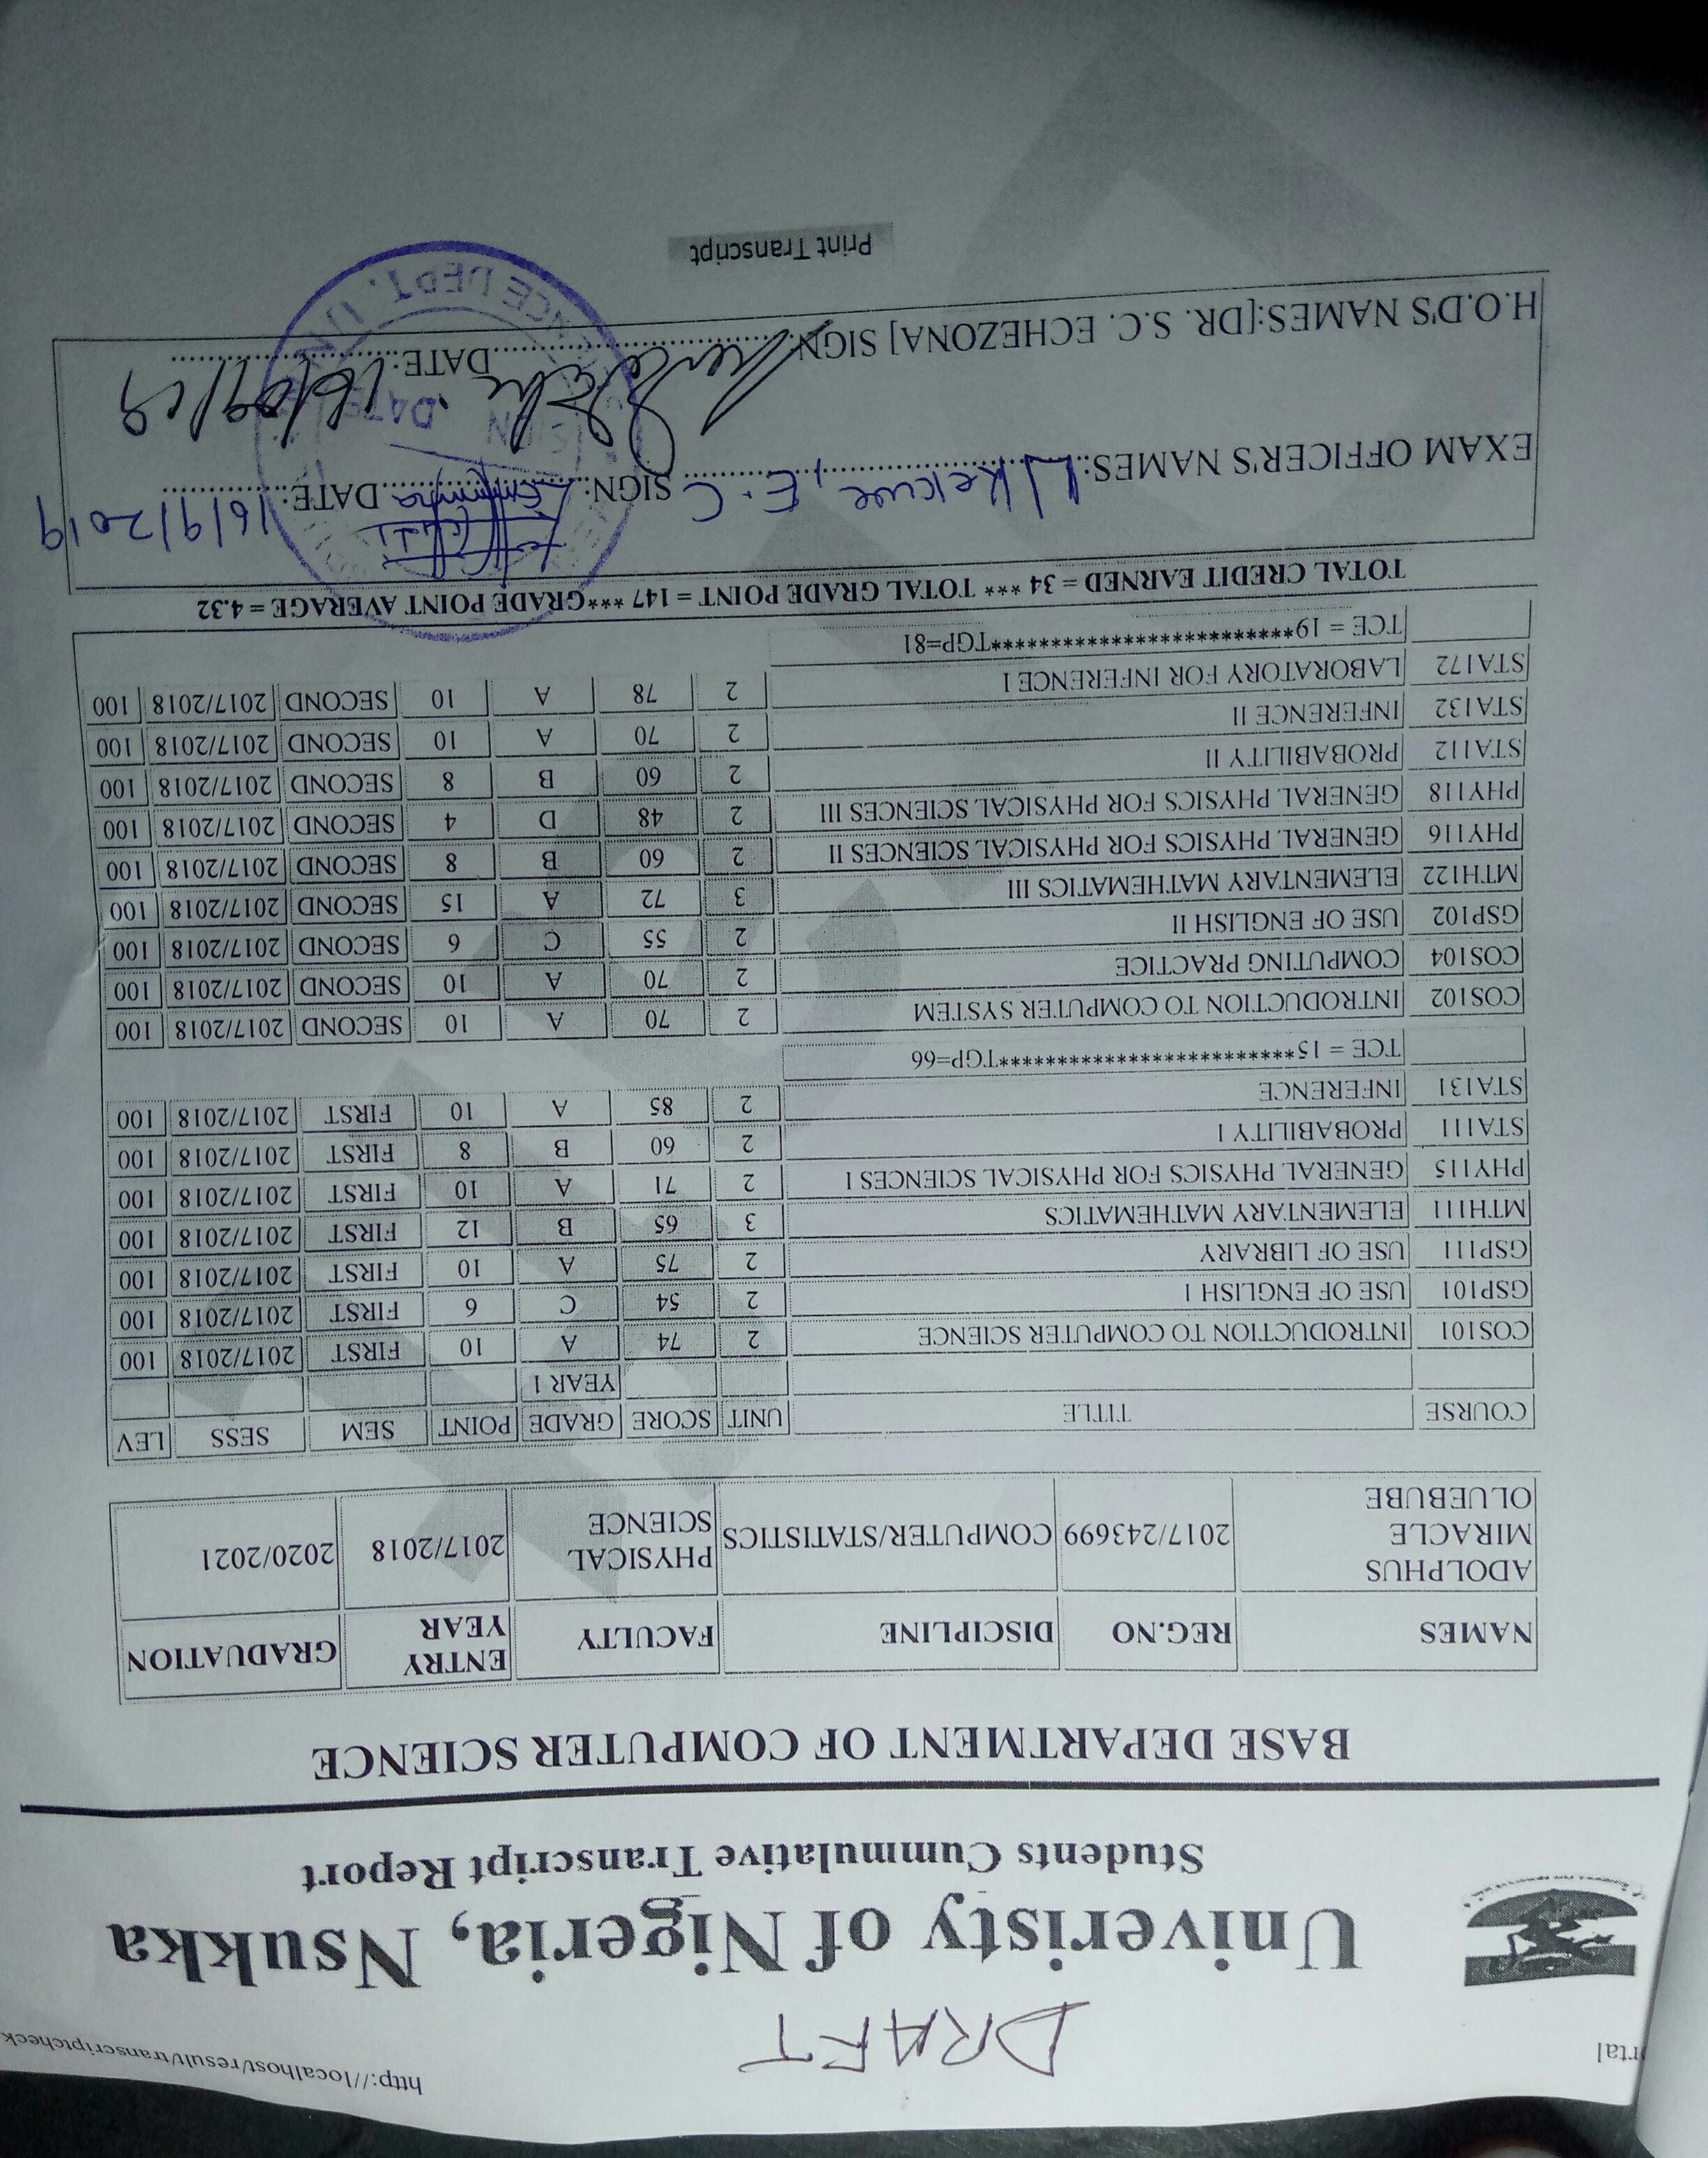 http://localhost/result/transcriptcheck
rtal
DRAFT
Univeristy of Nigeria, Nsukka
Students Cummulative Transcript Report
BASE DEPARTMENT OF COMPUTER SCIENCE
NAMES REG.NO DISCIPLINE FACULTY ENTRY YEAR GRADUATION
ADOLPHUS MIRACLE OLUEBUBE 2017/243699 COMPUTER/STATISTICS PHYSICAL SCIENCE 2017/2018 2020/2021
COURSE TITLE UNIT SCORE GRADE POINT SEM SESS LEV
YEAR 1
COS101 INTRODUCTION TO COMPUTER SCIENCE 2 74 A 10 FIRST 2017/2018 100
GSP101 USE OF ENGLISH I 2 54 C 6 FIRST 2017/2018 100
GSP111 USE OF LIBRARY 2 75 A 10 FIRST 2017/2018 100
MTH111 ELEMENTARY MATHEMATICS 3 65 B 12 FIRST 2017/2018 100
PHY115 GENERAL PHYSICS FOR PHYSICAL SCIENCES I 2 71 A 10 FIRST 2017/2018 100
STA111 PROBABILITY I 2 60 B 8 FIRST 2017/2018 100
STA131 INFERENCE 2 85 A 10 FIRST 2017/2018 100
TCE = 15**************************TGP=66
COS102 INTRODUCTION TO COMPUTER SYSTEM 2 70 A 10 SECOND 2017/2018 100
COS104 COMPUTING PRACTICE 2 70 A 10 SECOND 2017/2018 100
GSP102 USE OF ENGLISH II 2 55 C 6 SECOND 2017/2018 100
MTH122 ELEMENTARY MATHEMATICS III 3 72 A 15 SECOND 2017/2018 100
PHY116 GENERAL PHYSICS FOR PHYSICAL SCIENCES II 2 60 B 8 SECOND 2017/2018 100
PHY118 GENERAL PHYSICS FOR PHYSICAL SCIENCES III 2 48 D 4 SECOND 2017/2018 100
STA112 PROBABILITY II 2 60 B 8 SECOND 2017/2018 100
STA132 INFERENCE II 2 70 A 10 SECOND 2017/2018 100
STA172 LABORATORY FOR INFERENCE I 2 78 A 10 SECOND 2017/2018 100
TCE = 19**************************TGP=81
TOTAL CREDIT EARNED = 34 *** TOTAL GRADE POINT = 147 ***GRADE POINT AVERAGE = 4.32
EXAM OFFICER'S NAMES: Ukekwe, E. C SIGN: DATE: 16/9/2019
H.O.D'S NAMES:[DR. S.C. ECHEZONA] SIGN DATE: 16/09/19
Print Transcript